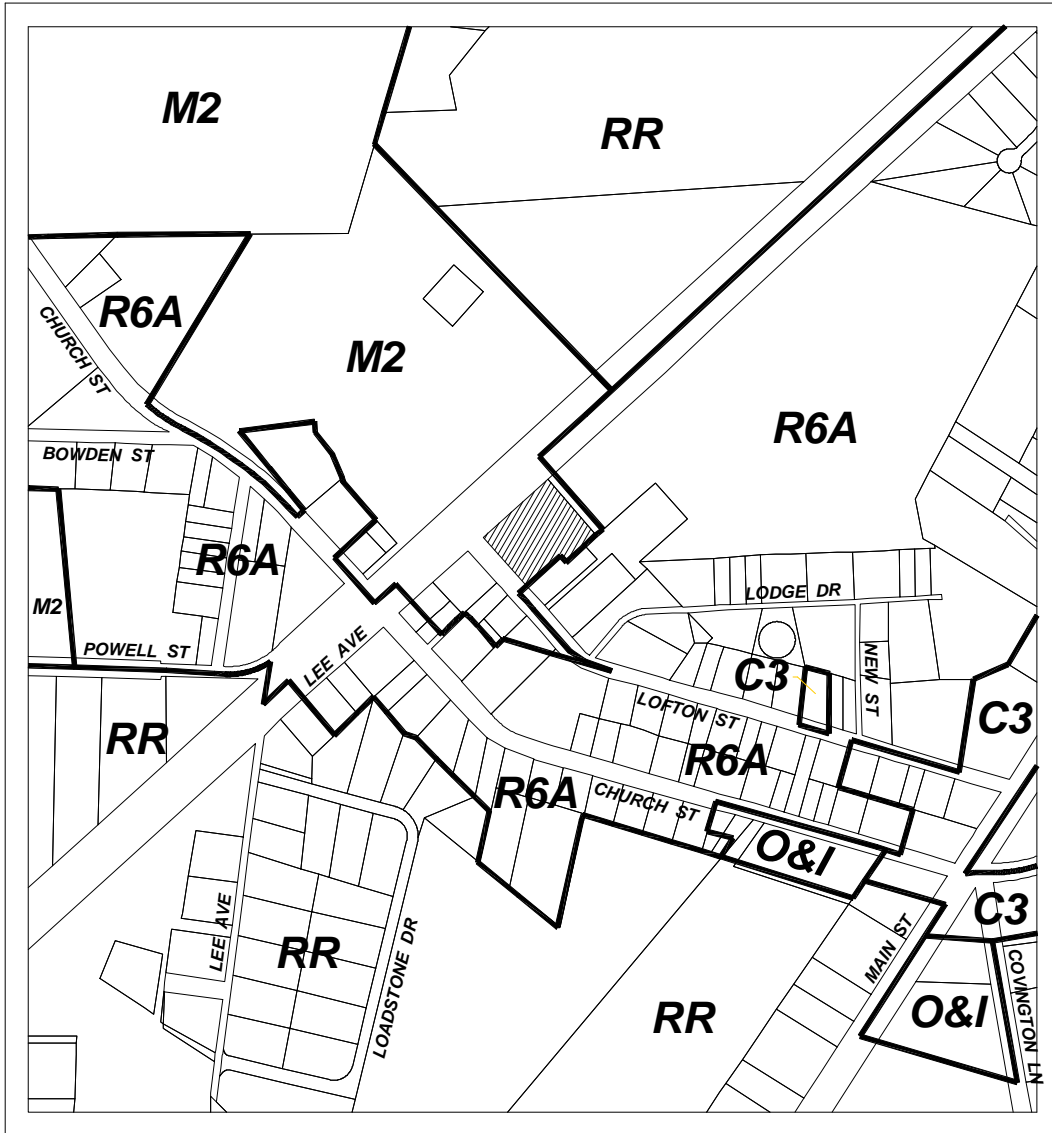 M2
RR
R6A
CHURCH ST
M2
R6A
BOWDEN ST
R6A
M2
LODGE DR
POWELL ST
LEE AVE
NEW ST
C3
LOFTON ST
C3
RR
R6A
R6A
CHURCH ST
O&I
C3
LEE AVE
MAIN ST
RR
LOADSTONE DR
COVINGTON LN
RR
O&I